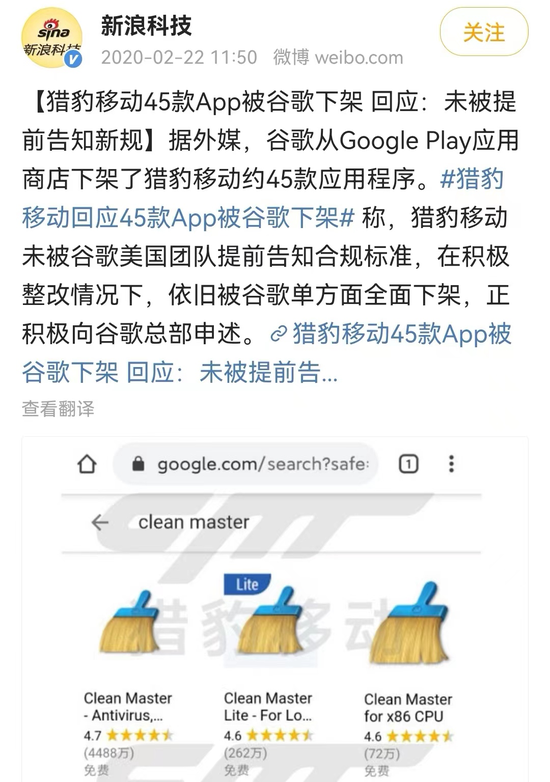 sina
新浪科技
新浪科技
2020-02-22 11:50 微博 weibo.com
关注
【猎豹移动45款App被谷歌下架 回应：未被提
前告知新规】据外媒，谷歌从Google Play应用
商店下架了猎豹移动约45款应用程序。#猎豹
移动回应45款App被谷歌下架# 称，猎豹移动
未被谷歌美国团队提前告知合规标准，在积极
整改情况下，依旧被谷歌单方面全面下架，正
积极向谷歌总部申述。猎豹移动45款App被
谷歌下架 回应：未被提前告...
查看翻译
google.com/search?safe:
1
clean master
Lite
猎豹移动
Clean Master
- Antivirus,...
4.7
(4488万)
免费
Clean Master
Lite - For Lo...
4.6
(262万)
免费
Clean Master
for x86 CPU
4.6
(72万)
免费